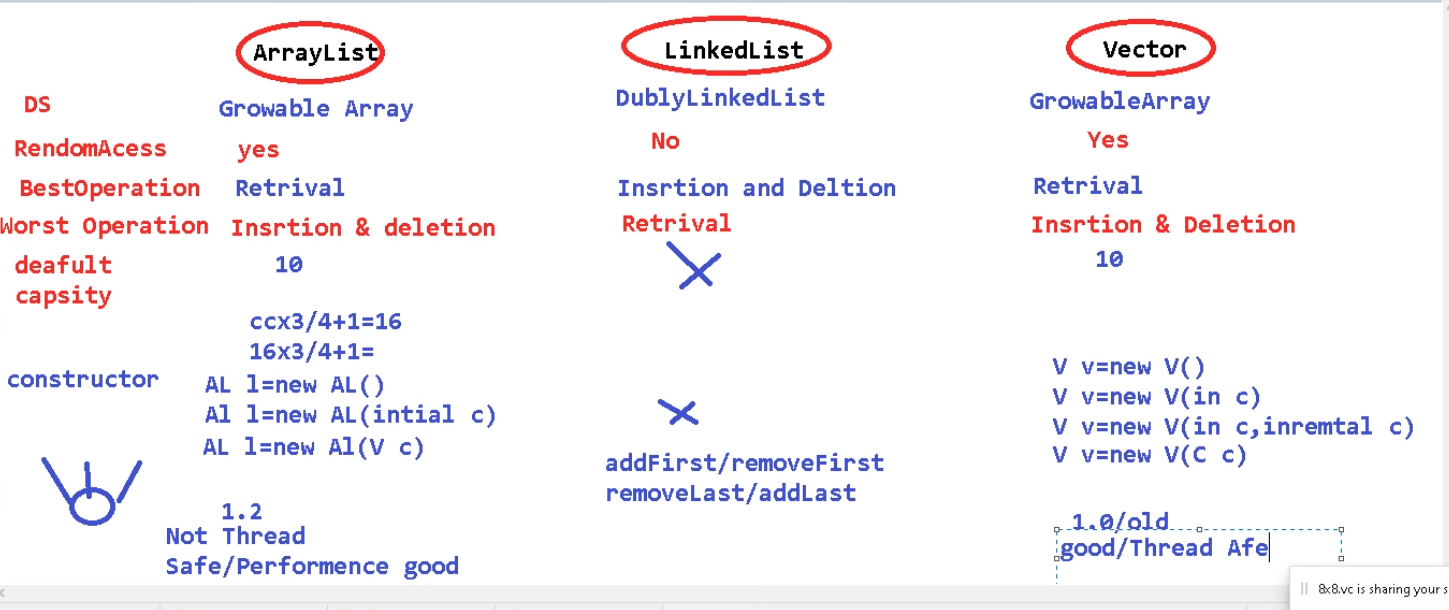 ArrayList LinkedList Vector
DS Growable Array DublyLinkedList GrowableArray
RendomAcess yes No Yes
BestOperation Retrival Insrtion and Deltion Retrival
Worst Operation Insrtion & deletion Retrival Insrtion & Deletion
deafult 10 10
capsity
ccx3/4+1=16
16x3/4+1=
constructor AL l=new AL() V v=new V()
Al l=new AL(intial c) V v=new V(in c)
AL l=new Al(V c) V v=new V(in c,inremtal c)
addFirst/removeFirst V v=new V(C c)
removeLast/addLast
1.2 1.0/old
Not Thread good/Thread Afe
Safe/Performence good
8x8.vc is sharing your s